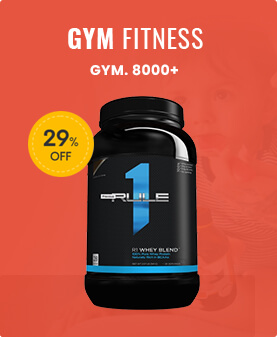 GYM FITNESS
GYM. 8000+
29%
OFF
RULE
1
R1 WHEY BLEND